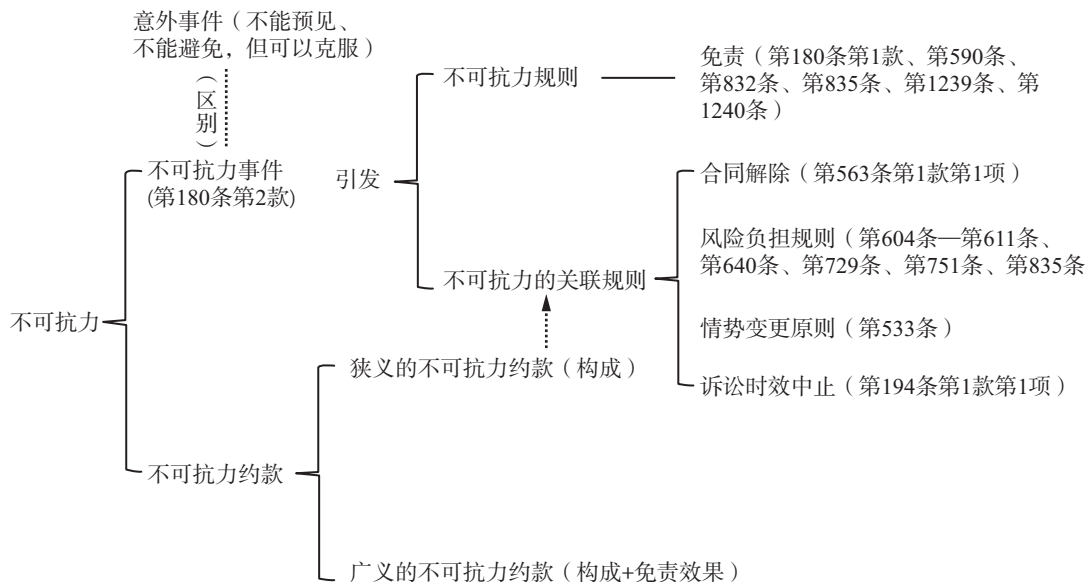 意外事件（不能预见、
不能避免，但可以克服）
（区别）
不可抗力规则
免责（第180条第1款、第590条、
第832条、第835条、第1239条、第
1240条）
不可抗力事件
(第180条第2款)
引发
合同解除（第563条第1款第1项）
风险负担规则（第604条—第611条、
第640条、第729条、第751条、第835条
不可抗力的关联规则
不可抗力
情势变更原则（第533条）
狭义的不可抗力约款（构成）
诉讼时效中止（第194条第1款第1项）
不可抗力约款
广义的不可抗力约款（构成+免责效果）